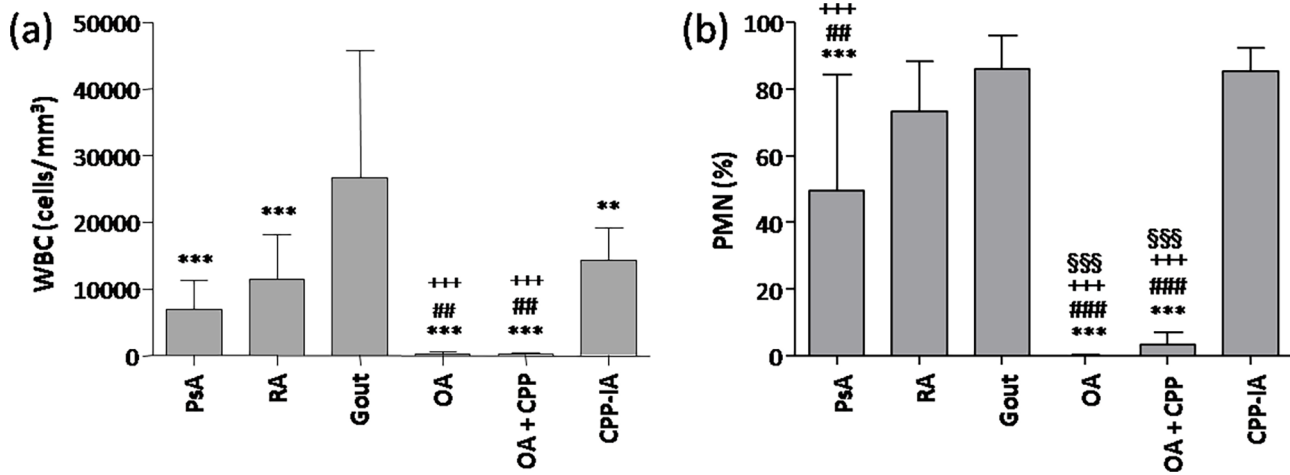 (a)
WBC (cells/mm³)
50000
40000
30000
20000
10000
0
***
***
+++
##
***
+++
##
***
**
PsA
RA
Gout
OA
OA + CPP
CPP-IA
(b)
PMN (%)
100
80
60
40
20
0
+++
##
***
§§§
+++
###
***
§§§
+++
###
***
PsA
RA
Gout
OA
OA + CPP
CPP-IA